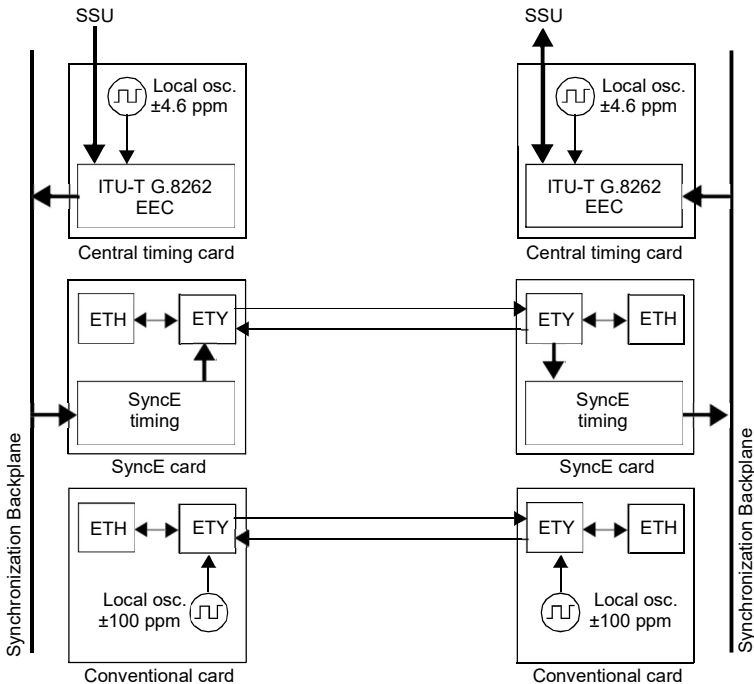 SSU
SSU
Local osc.
±4.6 ppm
Local osc.
±4.6 ppm
ITU-T G.8262
EEC
ITU-T G.8262
EEC
Central timing card
Central timing card
ETH
ETY
ETY
ETH
SyncE
timing
SyncE
timing
SyncE card
SyncE card
Synchronization Backplane
Synchronization Backplane
ETH
ETY
ETY
ETH
Local osc.
±100 ppm
Local osc.
±100 ppm
Conventional card
Conventional card